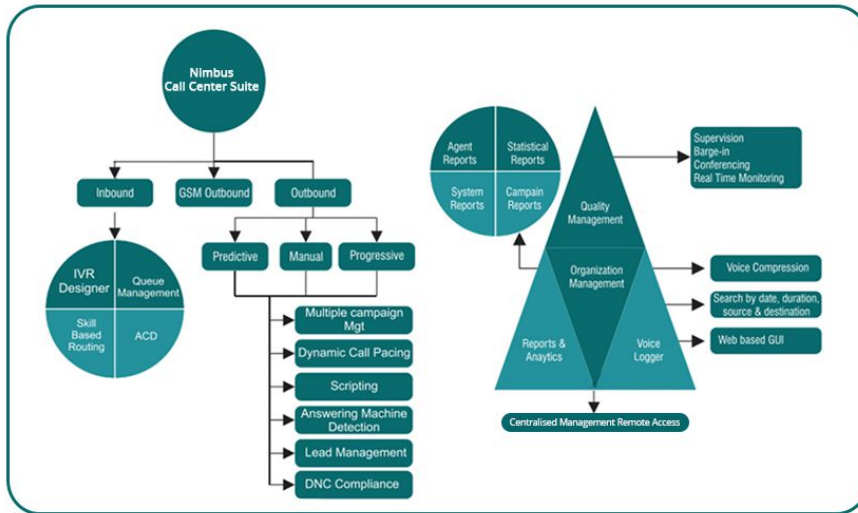 Nimbus
Call Center Suite
Inbound
GSM Outbound
Outbound
IVR
Designer
Queue
Management
Skill
Based
Routing
ACD
Predictive
Manual
Progressive
Multiple campaign
Mgt
Dynamic Call Pacing
Scripting
Answering Machine
Detection
Lead Management
DNC Compliance
Agent
Reports
Statistical
Reports
System
Reports
Campain
Reports
Quality
Management
Organization
Management
Reports &
Anaytics
Voice
Logger
Supervision
Barge-in
Conferencing
Real Time Monitoring
Voice Compression
Search by date, duration,
source & destination
Web based GUI
Centralised Management Remote Access